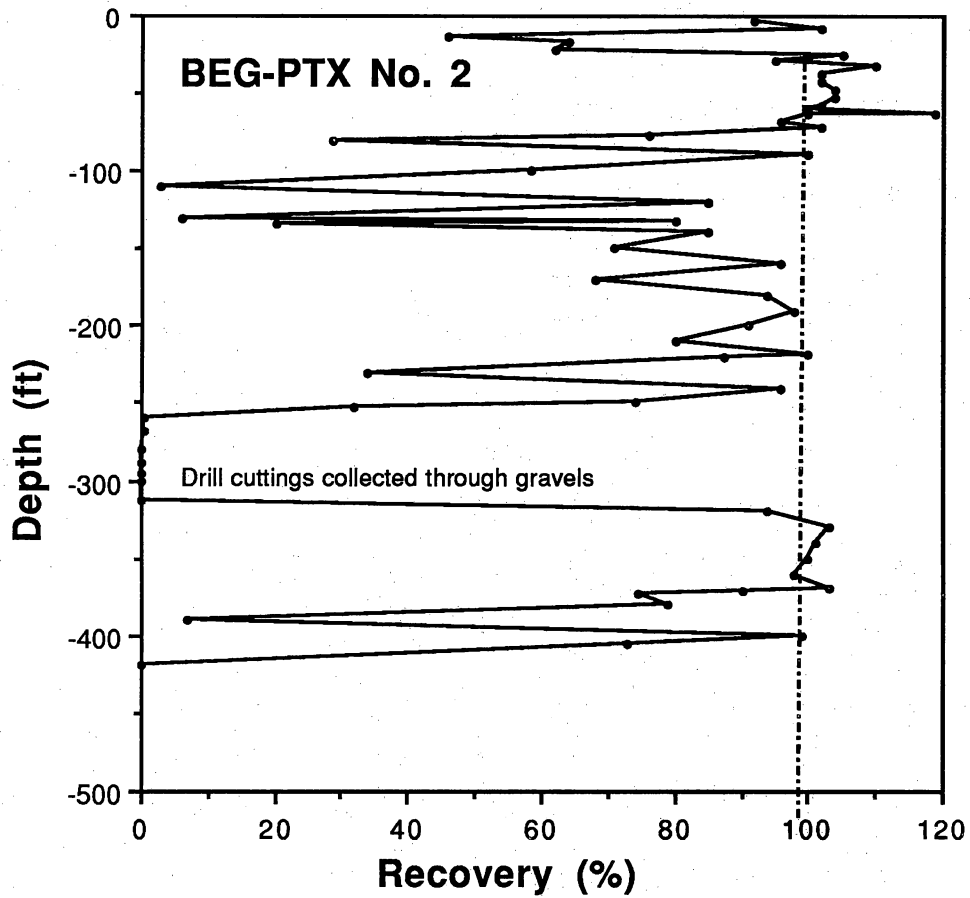 BEG-PTX No. 2
0
-100
-200
-300
-400
-500
Depth (ft)
Drill cuttings collected through gravels
0 20 40 60 80 100 120
Recovery (%)